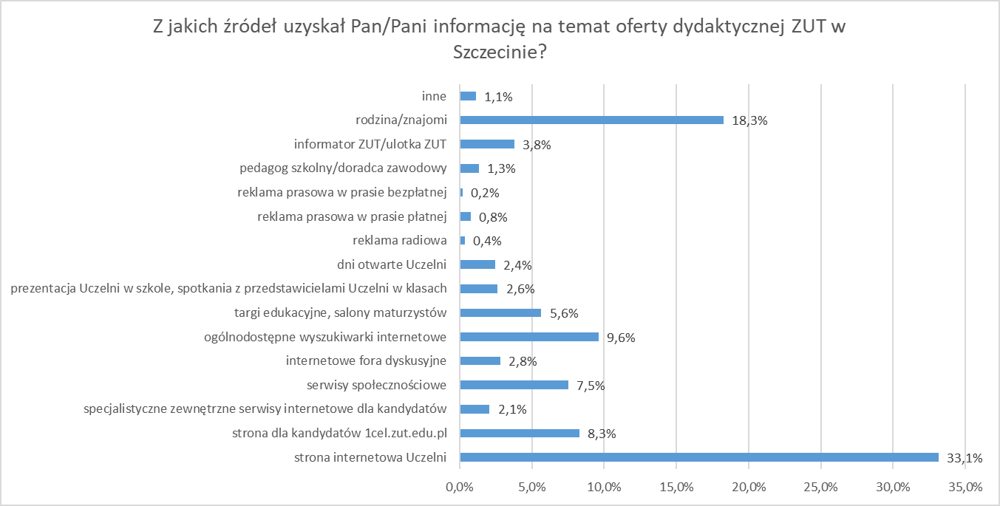 Z jakich źródeł uzyskał Pan/Pani informację na temat oferty dydaktycznej ZUT w
Szczecinie?
inne 1,1%
rodzina/znajomi 18,3%
informator ZUT/ulotka ZUT 3,8%
pedagog szkolny/doradca zawodowy 1,3%
reklama prasowa w prasie bezpłatnej 0,2%
reklama prasowa w prasie płatnej 0,8%
reklama radiowa 0,4%
dni otwarte Uczelni 2,4%
prezentacja Uczelni w szkole, spotkania z przedstawicielami Uczelni w klasach 2,6%
targi edukacyjne, salony maturzystów 5,6%
ogólnodostępne wyszukiwarki internetowe 9,6%
internetowe fora dyskusyjne 2,8%
serwisy społecznościowe 7,5%
specjalistyczne zewnętrzne serwisy internetowe dla kandydatów 2,1%
strona dla kandydatów 1cel.zut.edu.pl 8,3%
strona internetowa Uczelni 33,1%
0,0% 5,0% 10,0% 15,0% 20,0% 25,0% 30,0% 35,0%